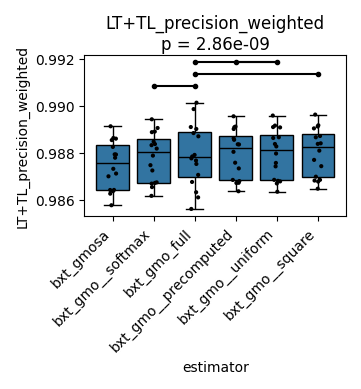 LT+TL_precision_weighted
p = 2.86e-09
LT+TL_precision_weighted
0.992
0.990
0.988
0.986
bxt_gmosa
bxt_gmo__softmax
bxt_gmo_full
bxt_gmo__precomputed
bxt_gmo__uniform
bxt_gmo__square
estimator